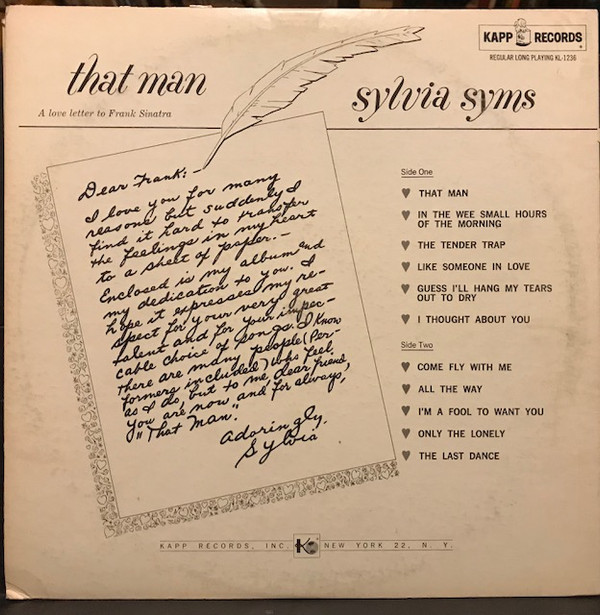 KAPP RECORDS
REGULAR LONG PLAYING KL-1236
that man
sylvia syms
A love letter to Frank Sinatra
Dear Frank:-
I love you for many
reasons but suddenly I
find it hard to transfer
the feelings in my heart
to a sheet of paper.-
Enclosed is my album and
my dedication to you. I
hope it expresses my re-
spect for your very great
talent and for your impec-
cable choice of songs. I know
there are many people (Per-
formers included) who feel
as I do, but to me, dear friend
you are now and for always,
"That Man."
Adoringly,
Sylvia
Side One
THAT MAN
IN THE WEE SMALL HOURS
OF THE MORNING
THE TENDER TRAP
LIKE SOMEONE IN LOVE
GUESS I'LL HANG MY TEARS
OUT TO DRY
I THOUGHT ABOUT YOU
Side Two
COME FLY WITH ME
ALL THE WAY
I'M A FOOL TO WANT YOU
ONLY THE LONELY
THE LAST DANCE
KAPP RECORDS, INC. K NEW YORK 22, N. Y.